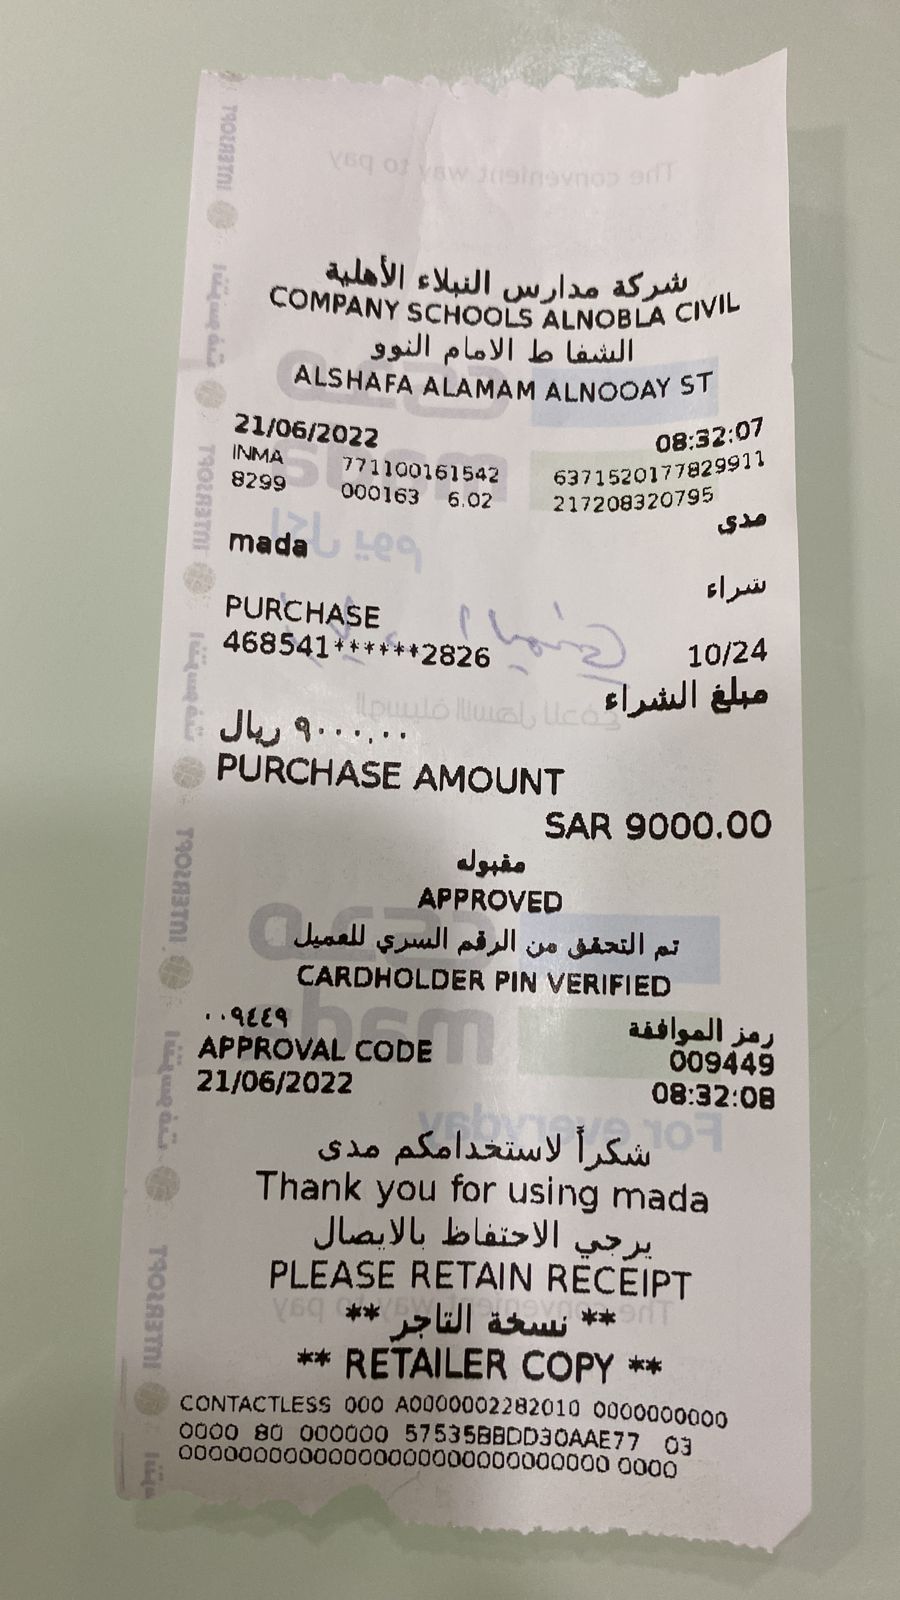 شركة مدارس النبلاء الأهلية
COMPANY SCHOOLS ALNOBLA CIVIL
الشفا ط الامام النوو
ALSHAFA ALAMAM ALNOOAY ST
21/06/2022 08:32:07
INMA 771100161542 6371520177829911
8299 000163 6.02 217208320795
مدى
mada
شراء
PURCHASE
468541******2826 10/24
مبلغ الشراء
٩٠٠٠,٠٠ ريال
PURCHASE AMOUNT
SAR 9000.00
مقبوله
APPROVED
تم التحقق من الرقم السري للعميل
CARDHOLDER PIN VERIFIED
رمز الموافقة ٠٠٩٤٤٩
APPROVAL CODE 009449
21/06/2022 08:32:08
شكراً لاستخدامكم مدى
Thank you for using mada
يرجي الاحتفاظ بالايصال
PLEASE RETAIN RECEIPT
** نسخة التاجر **
** RETAILER COPY **
CONTACTLESS 000 A0000002282010 0000000000
0000 80 000000 57535BBDD30AAE77 03
0000000000000000000000000000000 0000